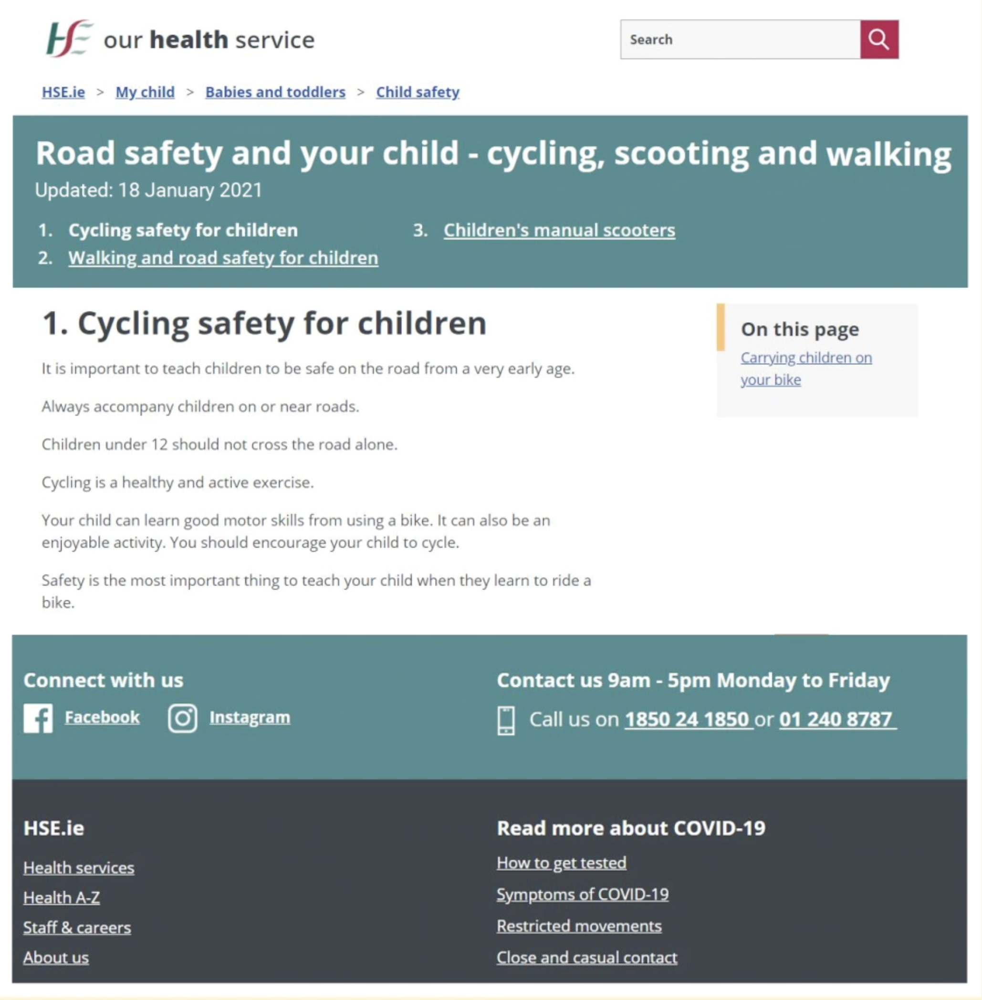 HSE our health service
Search
HSE.ie > My child > Babies and toddlers > Child safety
Road safety and your child - cycling, scooting and walking
Updated: 18 January 2021
1. Cycling safety for children
2. Walking and road safety for children
3. Children's manual scooters
1. Cycling safety for children
It is important to teach children to be safe on the road from a very early age.
Always accompany children on or near roads.
Children under 12 should not cross the road alone.
Cycling is a healthy and active exercise.
Your child can learn good motor skills from using a bike. It can also be an
enjoyable activity. You should encourage your child to cycle.
Safety is the most important thing to teach your child when they learn to ride a
bike.
On this page
Carrying children on
your bike
Connect with us
Facebook
Instagram
Contact us 9am - 5pm Monday to Friday
Call us on 1850 24 1850 or 01 240 8787
HSE.ie
Health services
Health A-Z
Staff & careers
About us
Read more about COVID-19
How to get tested
Symptoms of COVID-19
Restricted movements
Close and casual contact